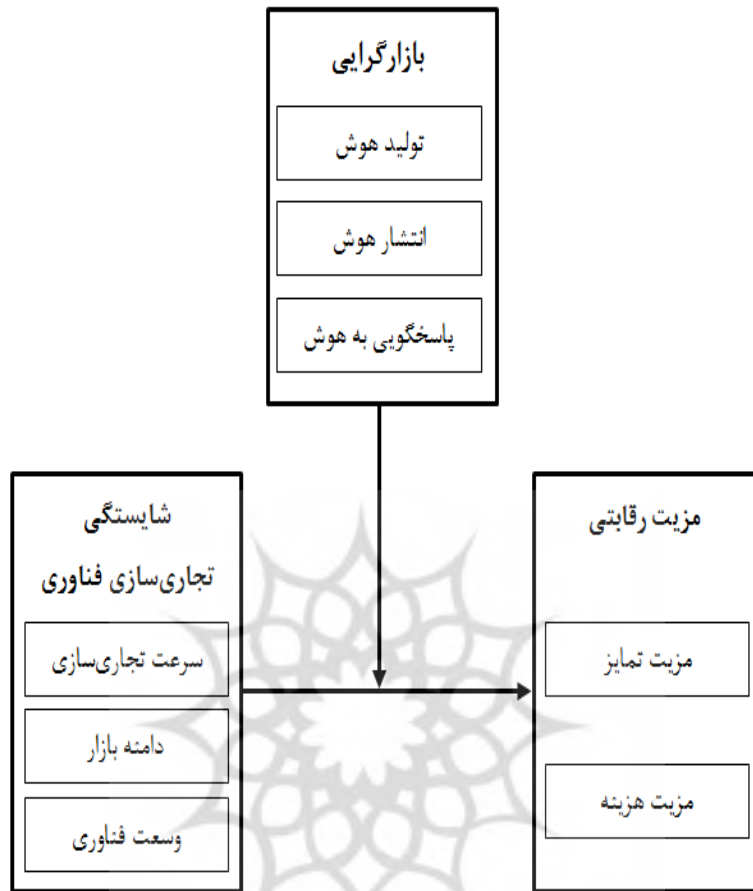 بازارگرایی
تولید هوش
انتشار هوش
پاسخگویی به هوش
شایستگی
تجاری‌سازی فناوری
سرعت تجاری‌سازی
دامنه بازار
وسعت فناوری
مزیت رقابتی
مزیت تمایز
مزیت هزینه